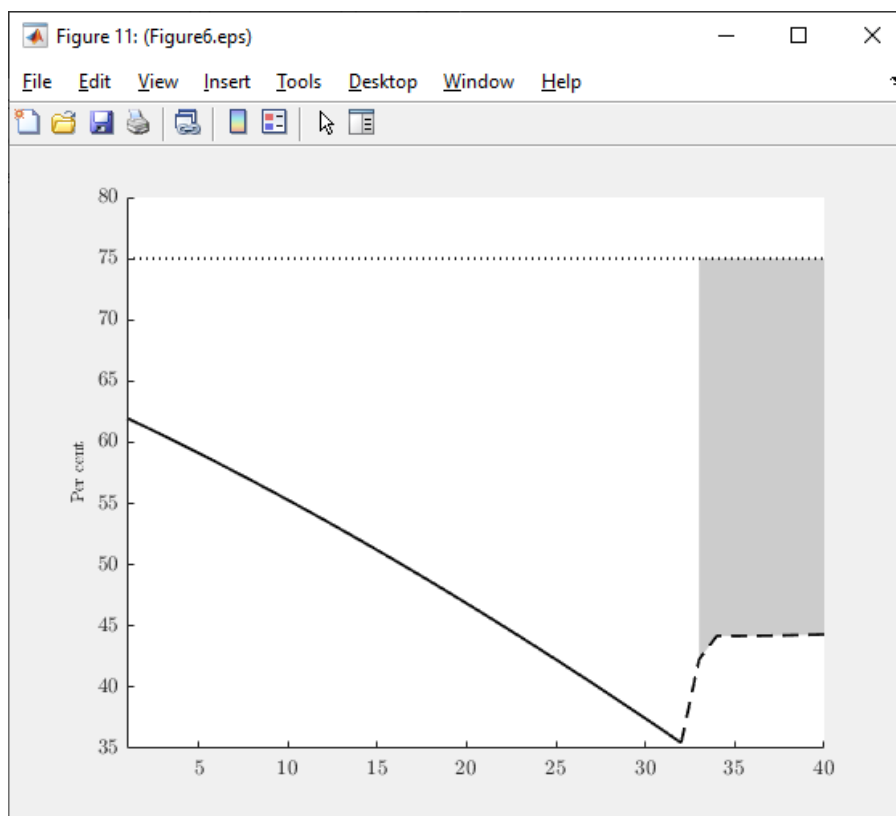 Figure 11: (Figure6.eps)
File Edit View Insert Tools Desktop Window Help
80
75
70
65
60
Per cent
55
50
45
40
35
5 10 15 20 25 30 35 40